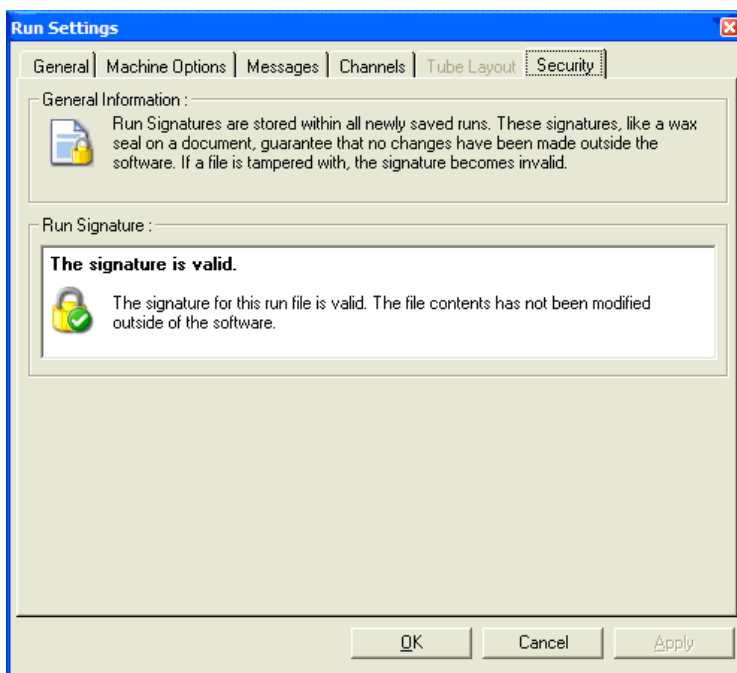 Run Settings
General Machine Options Messages Channels Tube Layout Security
General Information :
Run Signatures are stored within all newly saved runs. These signatures, like a wax
seal on a document, guarantee that no changes have been made outside the
software. If a file is tampered with, the signature becomes invalid.
Run Signature :
The signature is valid.
The signature for this run file is valid. The file contents has not been modified
outside of the software.
OK Cancel Apply